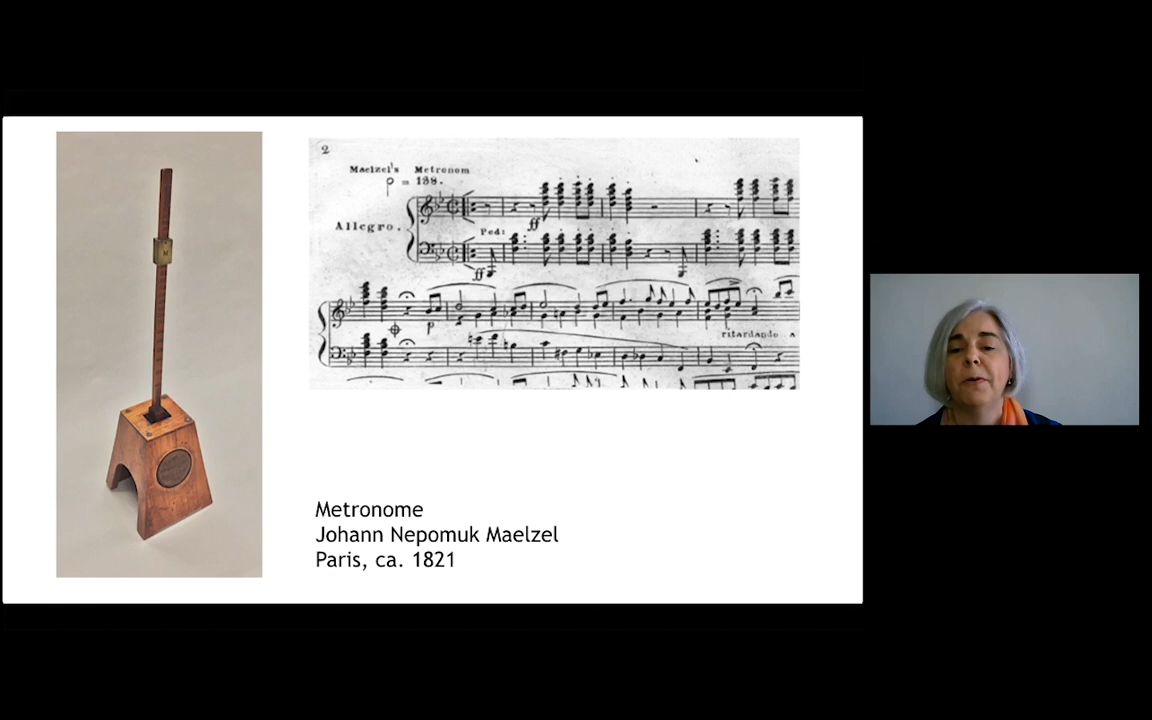 2
Maelzel's Metronom
= 138.
Allegro.
Ped:
ff
ff
p
ritardando a
Metronome
Johann Nepomuk Maelzel
Paris, ca. 1821